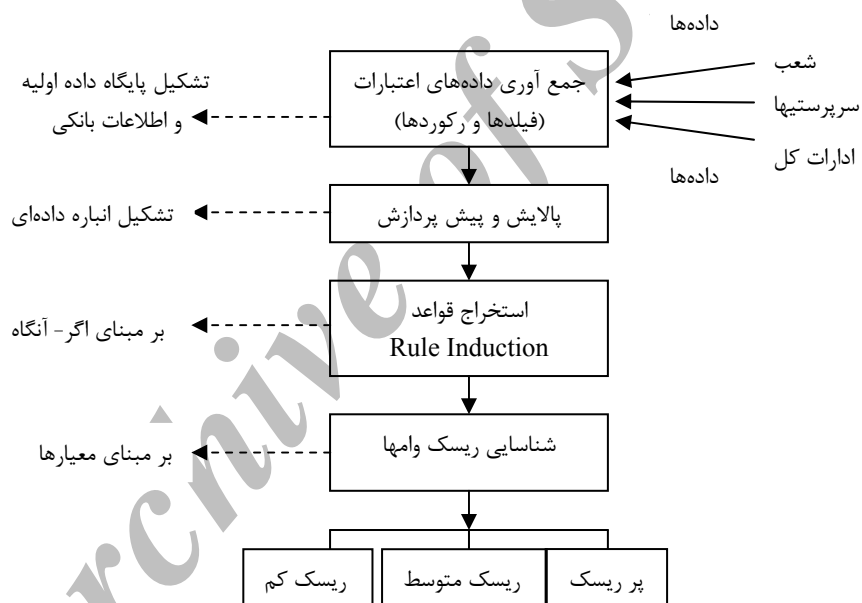 داده‌ها
شعب
سرپرستیها
ادارات کل
داده‌ها
جمع آوری داده‌های اعتبارات
(فیلدها و رکوردها)
تشکیل پایگاه داده اولیه
و اطلاعات بانکی
پالایش و پیش پردازش
تشکیل انباره داده‌ای
استخراج قواعد
Rule Induction
بر مبنای اگر- آنگاه
شناسایی ریسک وامها
بر مبنای معیارها
پر ریسک
ریسک متوسط
ریسک کم
rchive of S